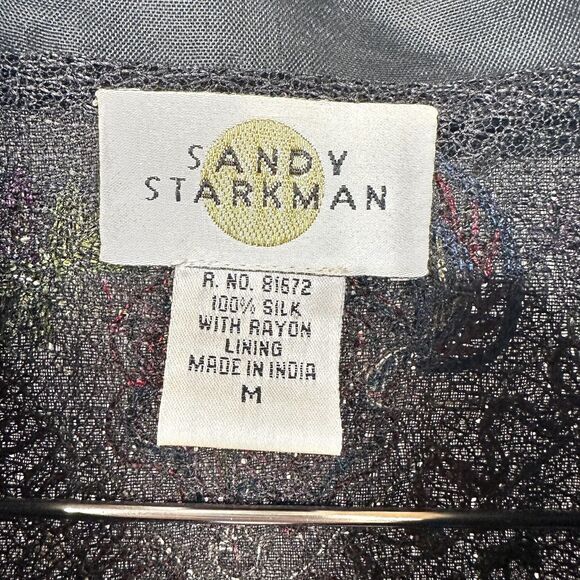 SANDY
STARKMAN
R. NO. 81672
100% SILK
WITH RAYON
LINING
MADE IN INDIA
M